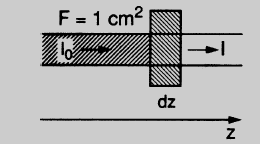 F = 1 cm²
I₀ I
dz
z